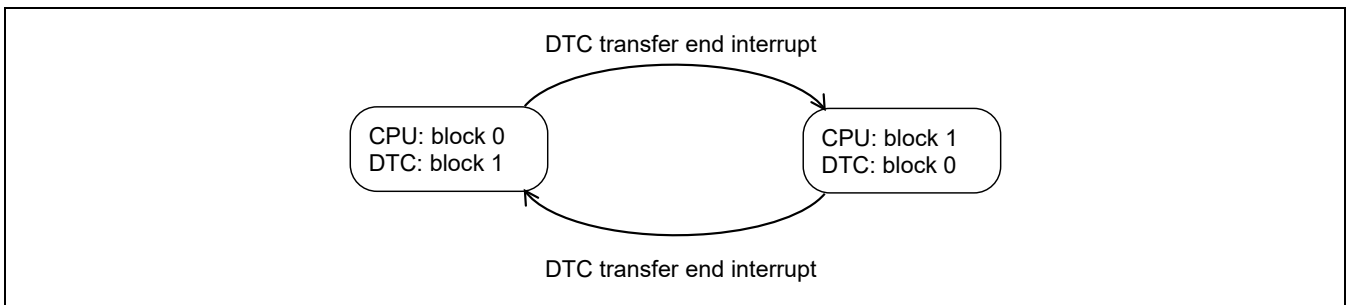 DTC transfer end interrupt
CPU: block 0
DTC: block 1
CPU: block 1
DTC: block 0
DTC transfer end interrupt